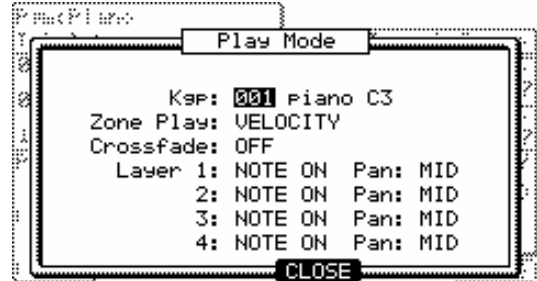 Play Mode
Kgp: 001 piano C3
Zone Play: VELOCITY
Crossfade: OFF
Layer 1: NOTE ON Pan: MID
2: NOTE ON Pan: MID
3: NOTE ON Pan: MID
4: NOTE ON Pan: MID
CLOSE